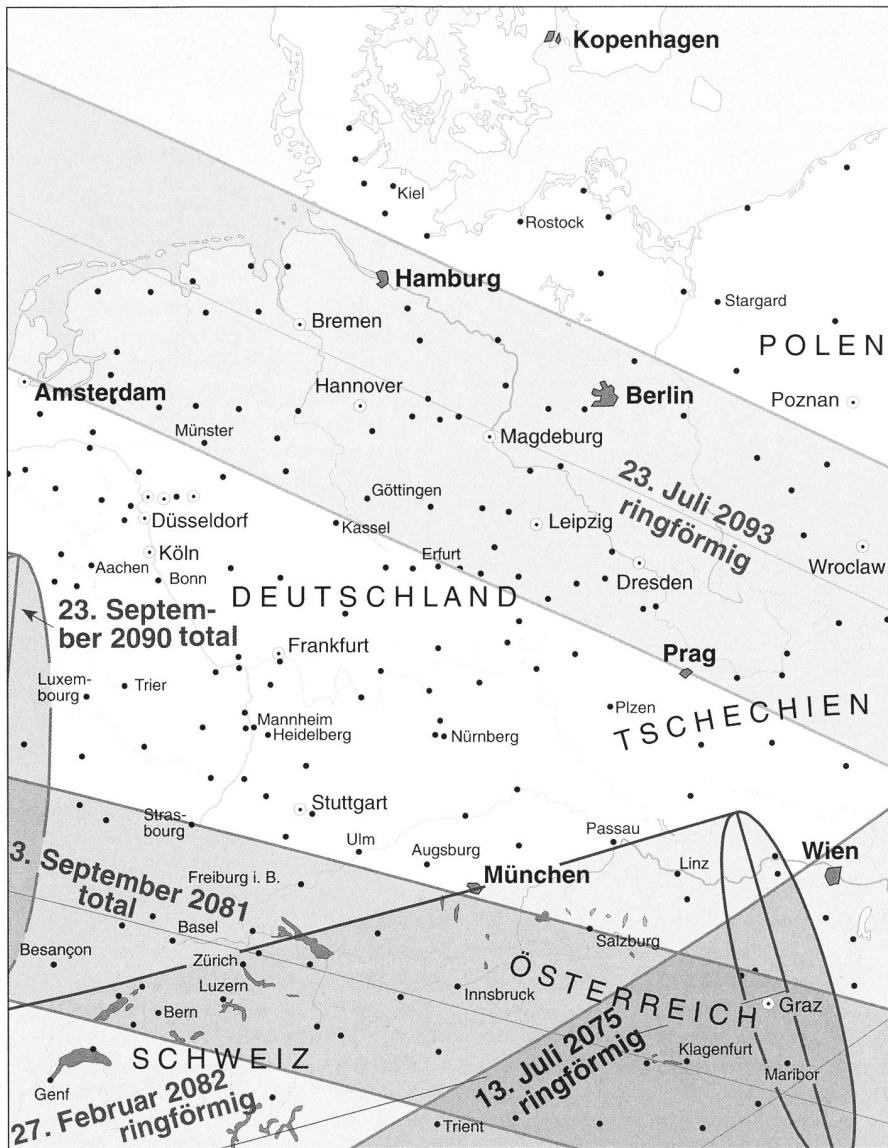 Kopenhagen
Kiel
Rostock
Hamburg
Stargard
Bremen
POLEN
Amsterdam
Hannover
Berlin
Poznan
Münster
Magdeburg
23. Juli 2093
ringförmig
Göttingen
Düsseldorf
Kassel
Leipzig
Köln
Erfurt
Wroclaw
Aachen
Bonn
DEUTSCHLAND
Dresden
23. Septem-
ber 2090 total
Frankfurt
Prag
Luxem-
bourg
Trier
Plzen
TSCHECHIEN
Mannheim
Heidelberg
Nürnberg
Stuttgart
Stras-
bourg
Ulm
Augsburg
Passau
Linz
Wien
3. September 2081
total
Freiburg i. B.
München
Basel
Salzburg
Besançon
Zürich
Luzern
Innsbruck
ÖSTERREICH
Graz
Bern
SCHWEIZ
13. Juli 2075
ringförmig
Klagenfurt
Maribor
Genf
27. Februar 2082
ringförmig
Trient